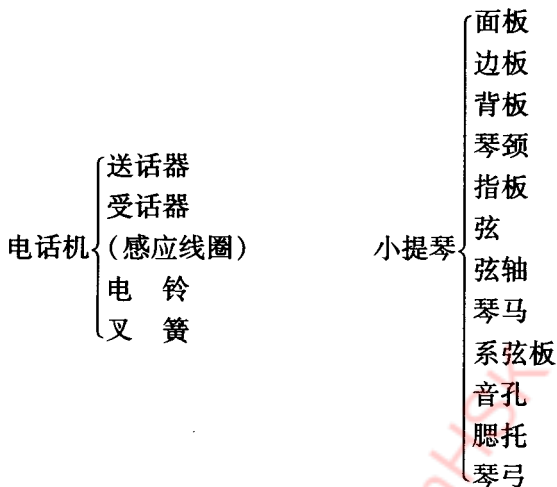 电话机
送话器
受话器
(感应线圈)
电 铃
叉 簧
小提琴
面板
边板
背板
琴颈
指板
弦
弦轴
琴马
系弦板
音孔
腮托
琴弓